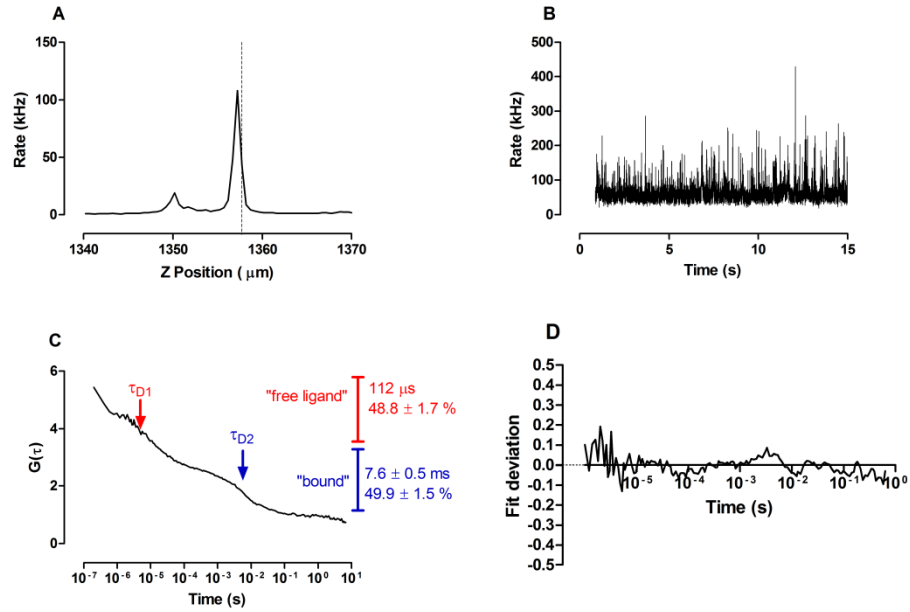 A
150
100
50
0
Rate (kHz)
1340 1350 1360 1370
Z Position ( μm)
B
500
400
300
200
100
0
Rate (kHz)
0 5 10 15
Time (s)
C
6
4
2
0
G(τ)
τD1
τD2
"free ligand"
112 μs
48.8 ± 1.7 %
"bound"
7.6 ± 0.5 ms
49.9 ± 1.5 %
10⁻⁷ 10⁻⁶ 10⁻⁵ 10⁻⁴ 10⁻³ 10⁻² 10⁻¹ 10⁰ 10¹
Time (s)
D
0.5
0.4
0.3
0.2
0.1
0.0
-0.1
-0.2
-0.3
-0.4
-0.5
Fit deviation
10⁻⁵ 10⁻⁴ 10⁻³ 10⁻² 10⁻¹ 10⁰
Time (s)